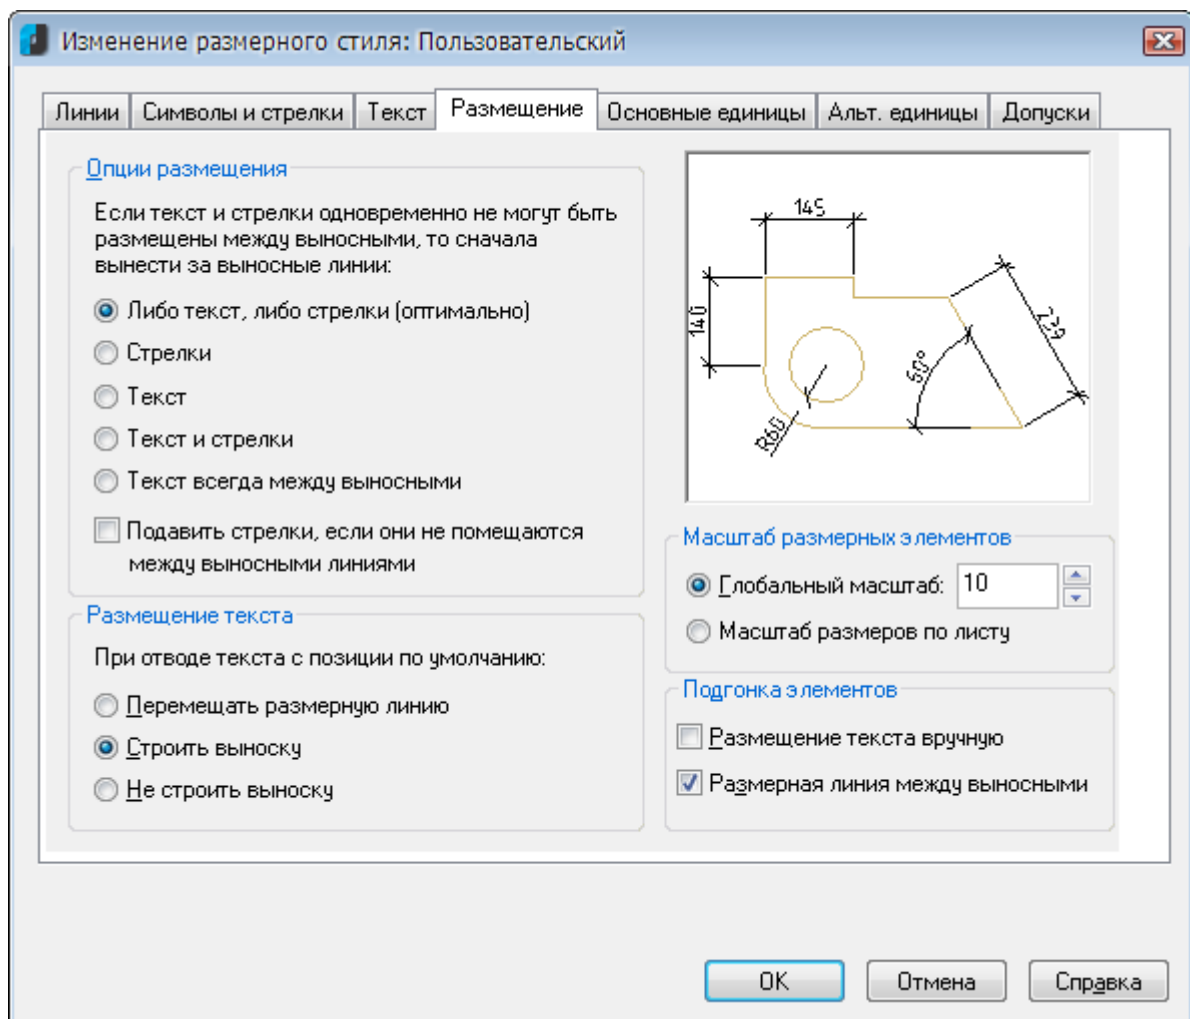 Изменение размерного стиля: Пользовательский
Линии
Символы и стрелки
Текст
Размещение
Основные единицы
Альт. единицы
Допуски
Опции размещения
Если текст и стрелки одновременно не могут быть
размещены между выносными, то сначала
вынести за выносные линии:
Либо текст, либо стрелки (оптимально)
Стрелки
Текст
Текст и стрелки
Текст всегда между выносными
Подавить стрелки, если они не помещаются
между выносными линиями
Размещение текста
При отводе текста с позиции по умолчанию:
Перемещать размерную линию
Строить выноску
Не строить выноску
145
140
239
60°
R60
Масштаб размерных элементов
Глобальный масштаб: 10
Масштаб размеров по листу
Подгонка элементов
Размещение текста вручную
Размерная линия между выносными
OK
Отмена
Справка